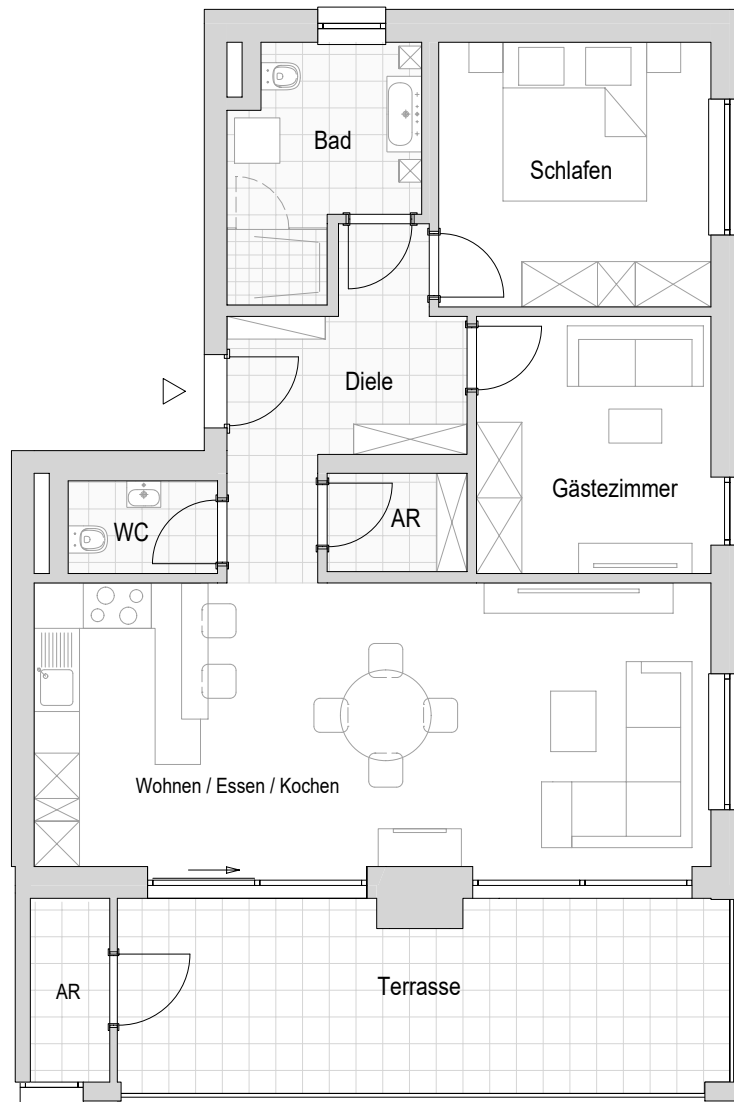 Bad
Schlafen
Diele
Gästezimmer
WC
AR
Wohnen / Essen / Kochen
AR
Terrasse